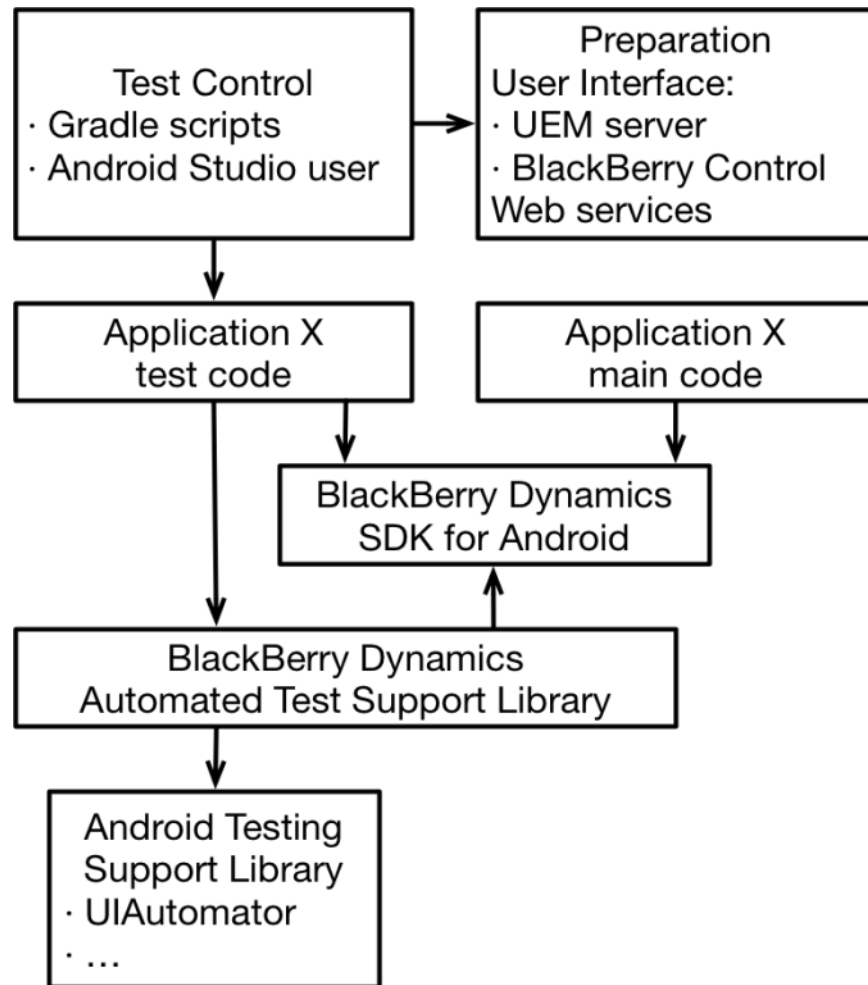 Test Control
· Gradle scripts
· Android Studio user
Preparation
User Interface:
· UEM server
· BlackBerry Control
Web services
Application X
test code
Application X
main code
BlackBerry Dynamics
SDK for Android
BlackBerry Dynamics
Automated Test Support Library
Android Testing
Support Library
· UIAutomator
· ...